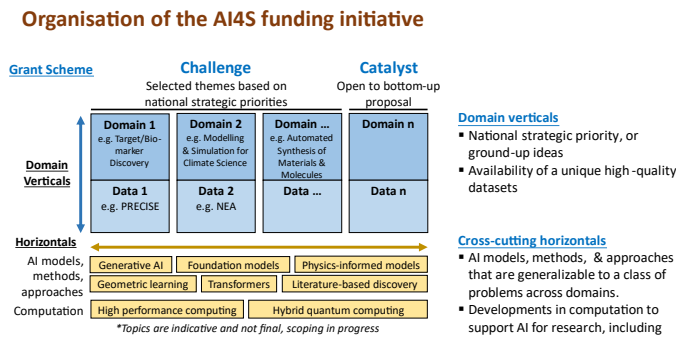 Organisation of the AI4S funding initiative
Grant Scheme
Challenge
Selected themes based on
national strategic priorities
Catalyst
Open to bottom-up
proposal
Domain
Verticals
Domain 1
e.g. Target/Bio-
marker
Discovery
Domain 2
e.g. Modelling
& Simulation for
Climate Science
Domain ...
e.g. Automated
Synthesis of
Materials &
Molecules
Domain n
Data 1
e.g. PRECISE
Data 2
e.g. NEA
Data ...
Data n
Horizontals
AI models,
methods,
approaches
Generative AI
Foundation models
Physics-informed models
Geometric learning
Transformers
Literature-based discovery
Computation
High performance computing
Hybrid quantum computing
*Topics are indicative and not final, scoping in progress
Domain verticals
▪ National strategic priority, or
ground-up ideas
▪ Availability of a unique high-quality
datasets
Cross-cutting horizontals
▪ AI models, methods, & approaches
that are generalizable to a class of
problems across domains.
▪ Developments in computation to
support AI for research, including